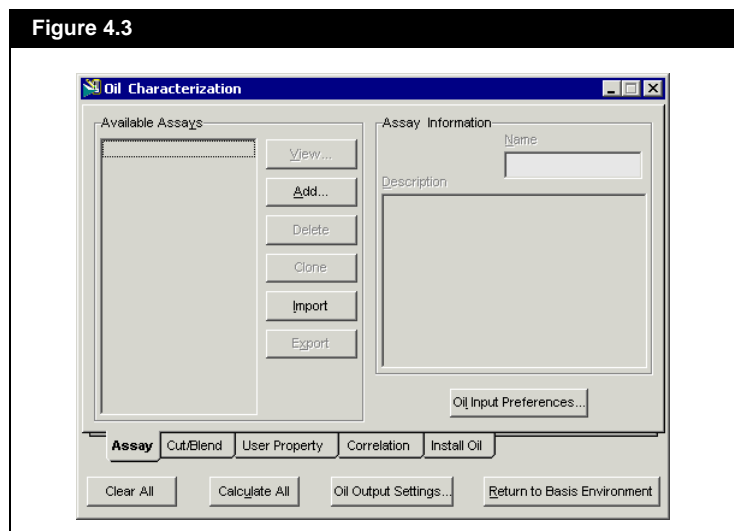 Figure 4.3
Oil Characterization
Available Assays
View...
Add...
Delete
Clone
Import
Export
Assay Information
Name
Description
Oil Input Preferences...
Assay
Cut/Blend
User Property
Correlation
Install Oil
Clear All
Calculate All
Oil Output Settings...
Return to Basis Environment